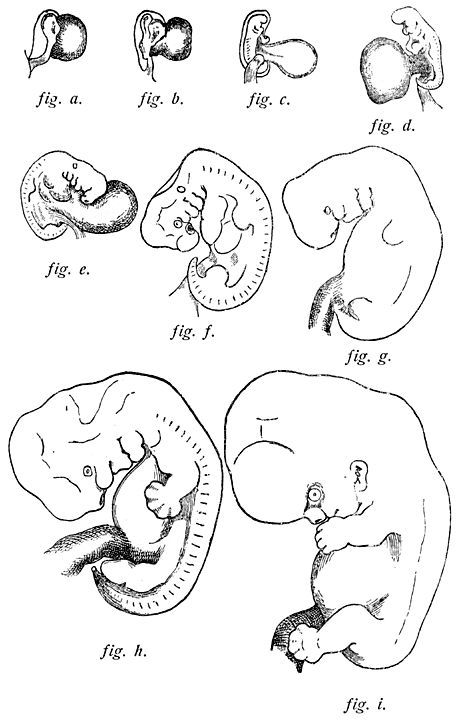 fig. a.
fig. b.
fig. c.
fig. d.
fig. e.
fig. f.
fig. g.
fig. h.
fig. i.